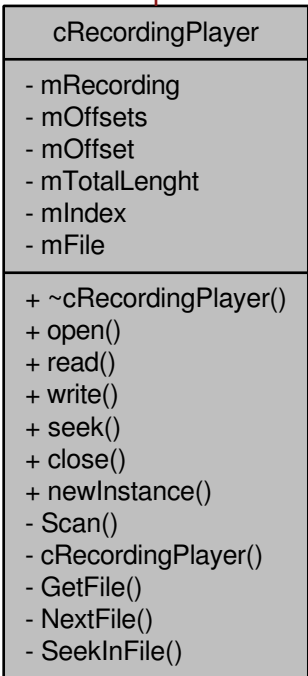 cRecordingPlayer
- mRecording
- mOffsets
- mOffset
- mTotalLenght
- mIndex
- mFile
+ ~cRecordingPlayer()
+ open()
+ read()
+ write()
+ seek()
+ close()
+ newInstance()
- Scan()
- cRecordingPlayer()
- GetFile()
- NextFile()
- SeekInFile()